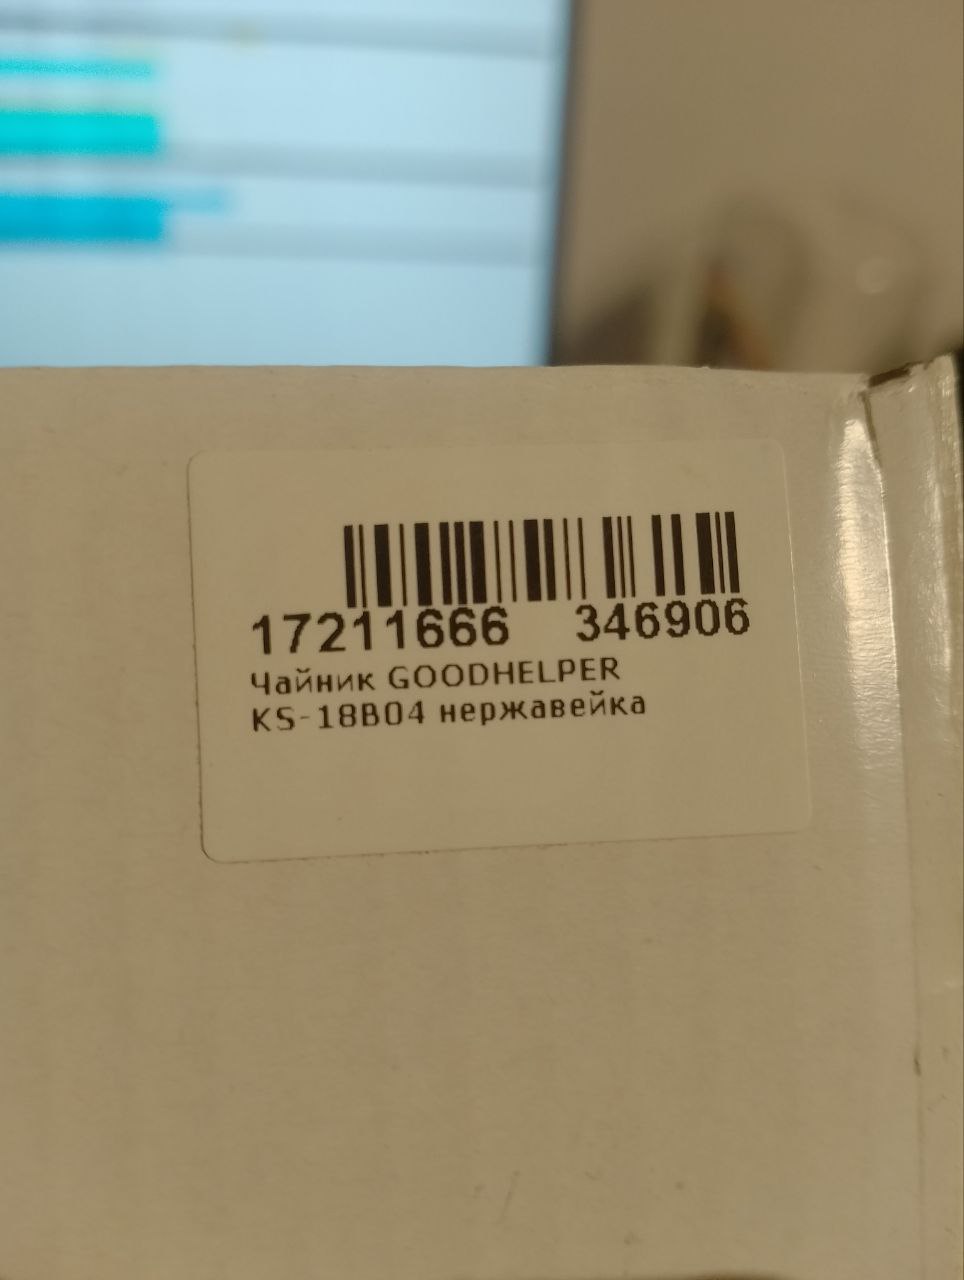 17211666 346906
Чайник GOODHELPER
KS-18B04 нержавейка